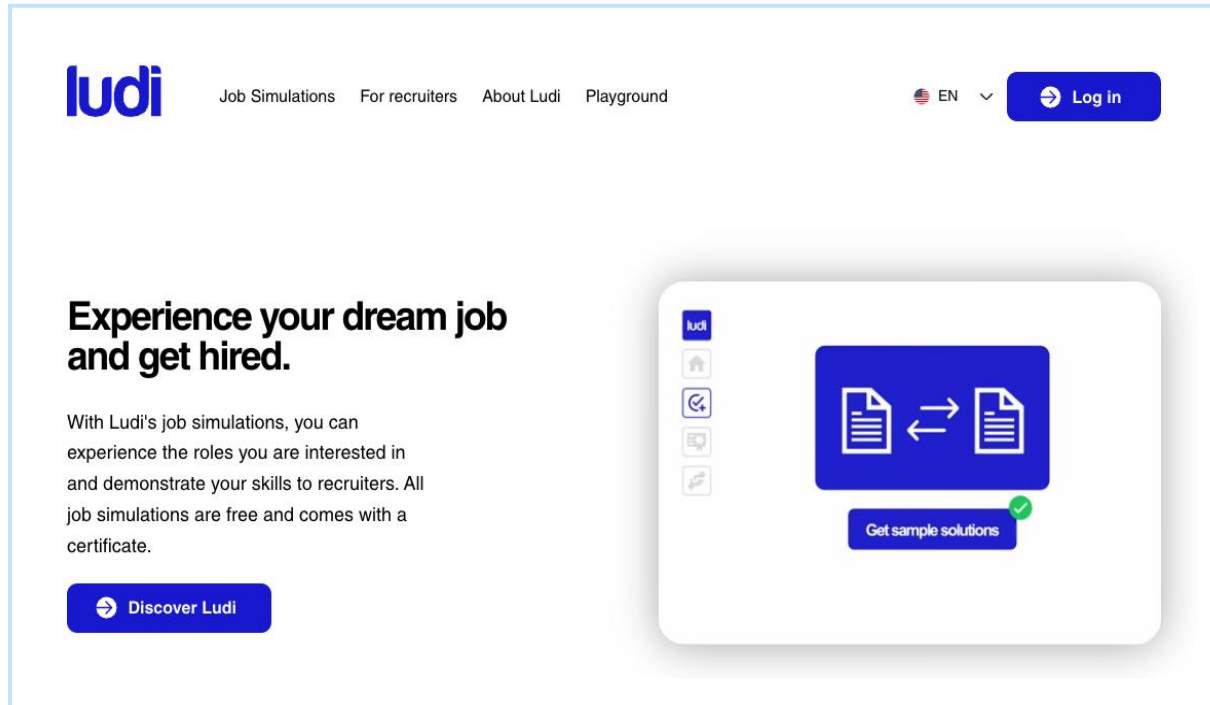 ludi
Job Simulations For recruiters About Ludi Playground
EN
Log in
Experience your dream job
and get hired.
With Ludi's job simulations, you can
experience the roles you are interested in
and demonstrate your skills to recruiters. All
job simulations are free and comes with a
certificate.
Discover Ludi
ludi
Get sample solutions